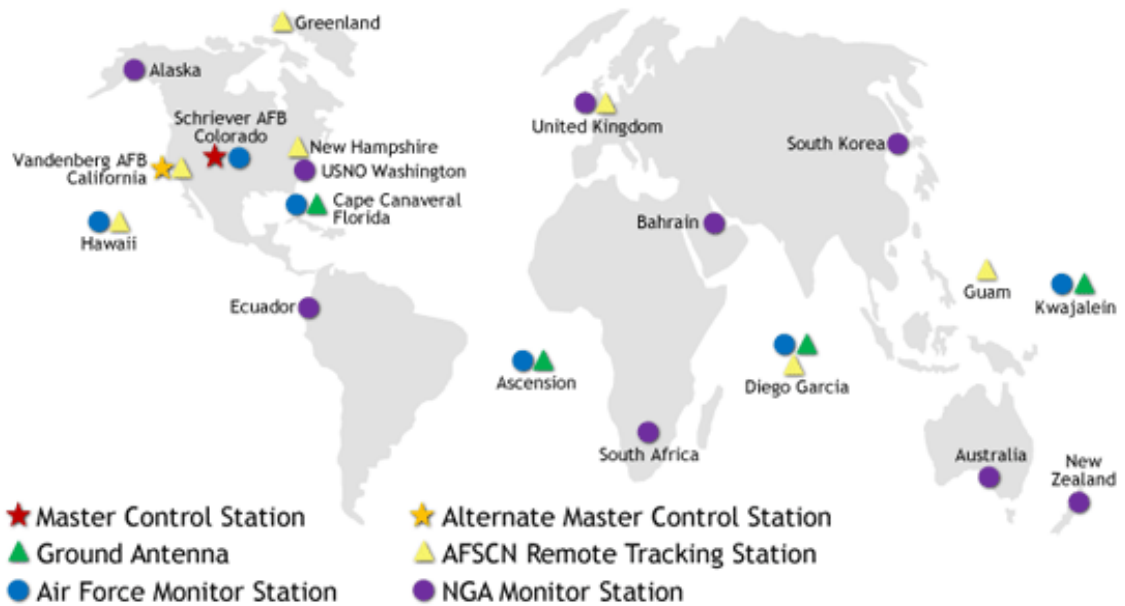 Greenland
Alaska
Schriever AFB
Colorado
New Hampshire
Vandenberg AFB
California
USNO Washington
Cape Canaveral
Florida
Hawaii
United Kingdom
South Korea
Bahrain
Guam
Kwajalein
Ecuador
Ascension
Diego Garcia
South Africa
Australia
New
Zealand
Master Control Station
Alternate Master Control Station
Ground Antenna
AFSCN Remote Tracking Station
Air Force Monitor Station
NGA Monitor Station